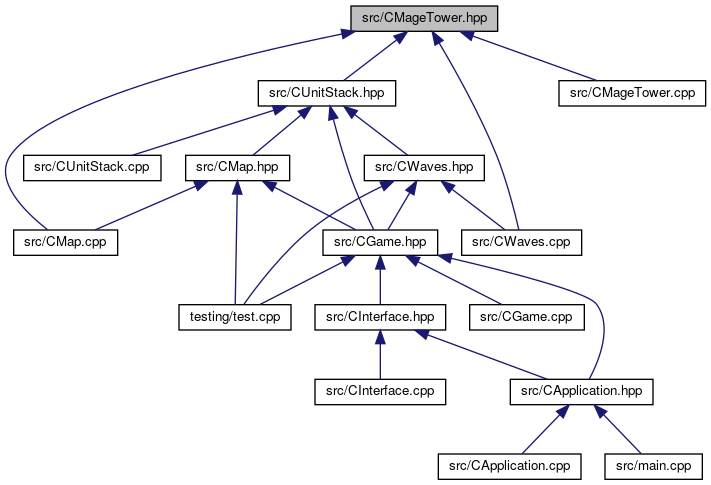 src/CMageTower.hpp
src/CUnitStack.hpp
src/CMageTower.cpp
src/CUnitStack.cpp
src/CMap.hpp
src/CWaves.hpp
src/CMap.cpp
src/CGame.hpp
src/CWaves.cpp
testing/test.cpp
src/CInterface.hpp
src/CGame.cpp
src/CInterface.cpp
src/CApplication.hpp
src/CApplication.cpp
src/main.cpp